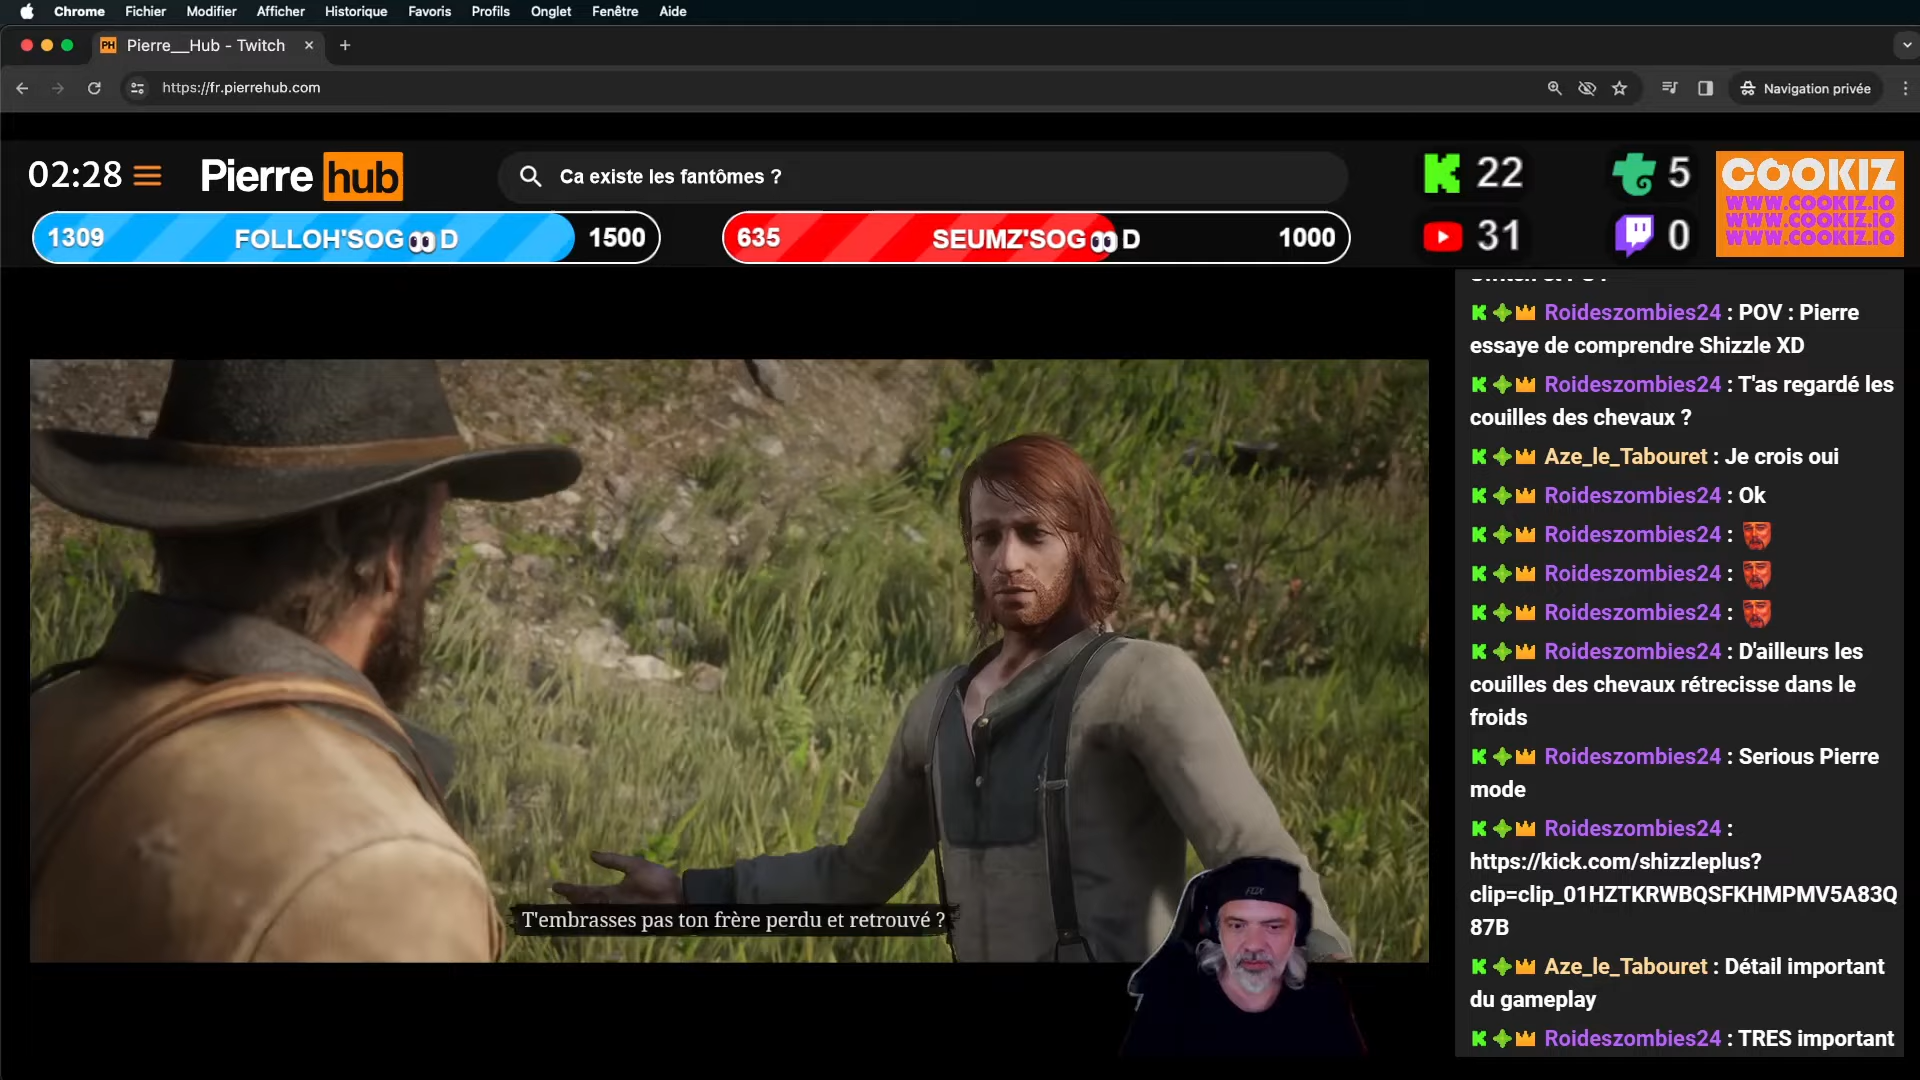 Chrome Fichier Modifier Afficher Historique Favoris Profils Onglet Fenêtre Aide
PH Pierre__Hub - Twitch
https://fr.pierrehub.com
Navigation privée
02:28
Pierre hub
Ca existe les fantômes ?
22
5
COOKIZ
WWW.COOKIZ.IO
WWW.COOKIZ.IO
WWW.COOKIZ.IO
1309 FOLLOH'SOG👀D 1500
635 SEUMZ'SOG👀D 1000
31
0
Roideszombies24 : POV : Pierre
essaye de comprendre Shizzle XD
Roideszombies24 : T'as regardé les
couilles des chevaux ?
Aze_le_Tabouret : Je crois oui
Roideszombies24 : Ok
Roideszombies24 :
Roideszombies24 :
Roideszombies24 :
Roideszombies24 : D'ailleurs les
couilles des chevaux rétrecisse dans le
froids
Roideszombies24 : Serious Pierre
mode
Roideszombies24 :
https://kick.com/shizzleplus?
clip=clip_01HZTKRWBQSFKHMPMV5A83Q
87B
Aze_le_Tabouret : Détail important
du gameplay
Roideszombies24 : TRES important
T'embrasses pas ton frère perdu et retrouvé ?
FOX